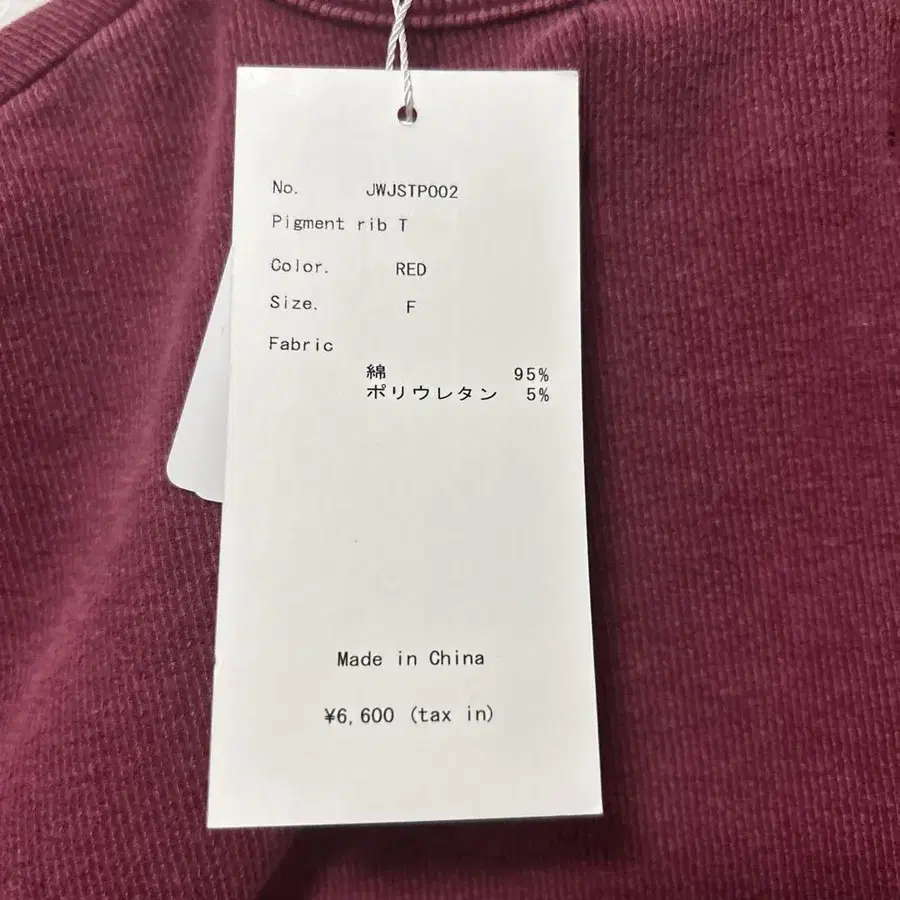 No. JWJSTP002
Pigment rib T
Color. RED
Size. F
Fabric
綿 95%
ポリウレタン 5%
Made in China
¥6,600 (tax in)